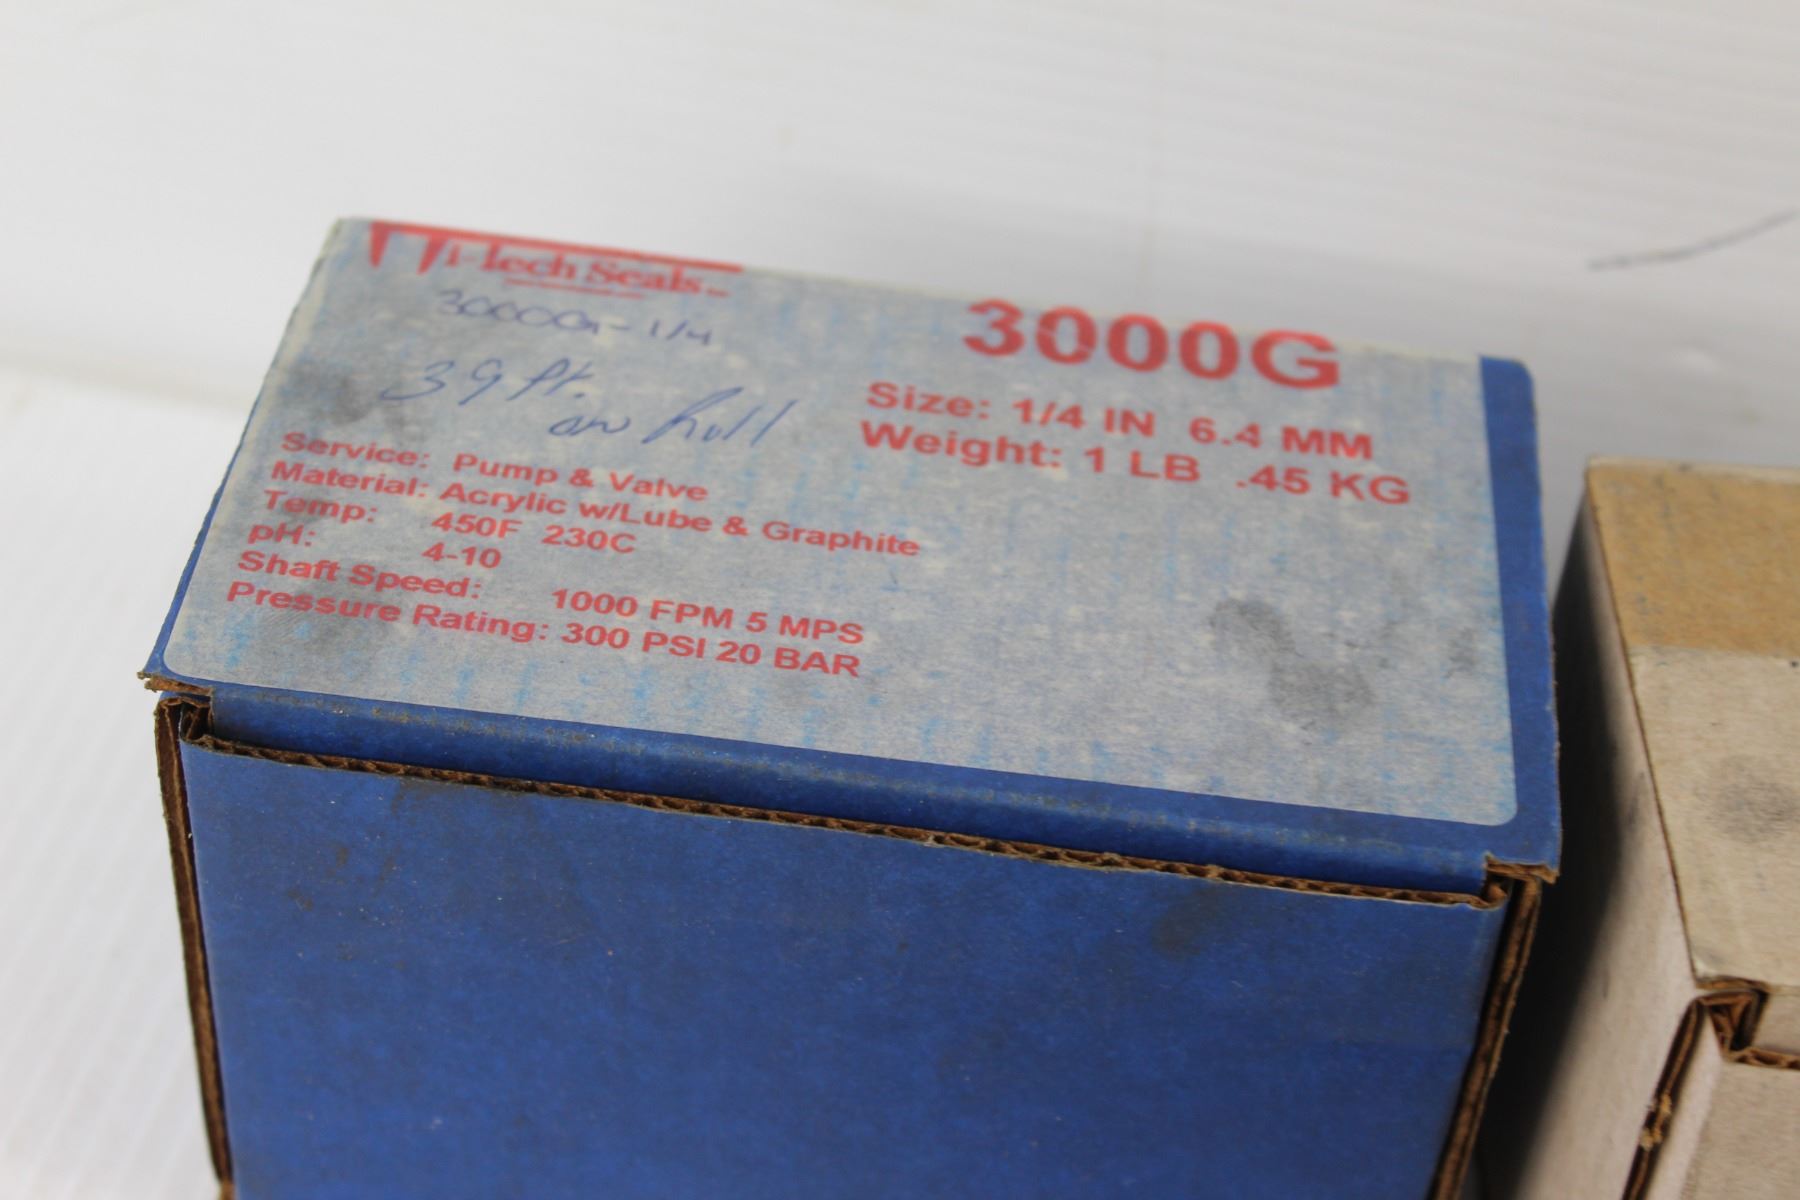 Hi-Tech Seals Inc.
3000G-1/4
39 ft.
on Roll
3000G
Size: 1/4 IN 6.4 MM
Weight: 1 LB .45 KG
Service: Pump & Valve
Material: Acrylic w/Lube & Graphite
Temp: 450F 230C
pH: 4-10
Shaft Speed: 1000 FPM 5 MPS
Pressure Rating: 300 PSI 20 BAR